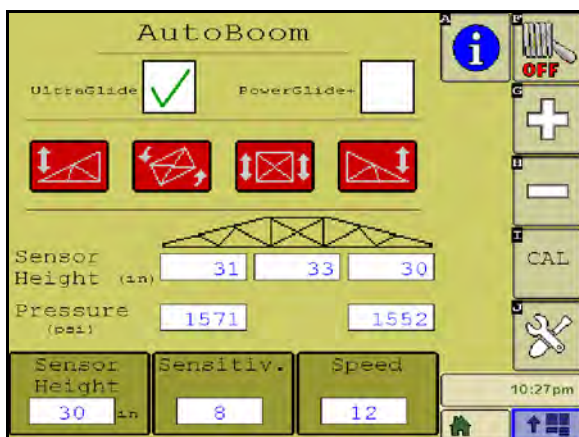 AutoBoom
A
F
OFF
UltraGlide
PowerGlide+
G
H
I
CAL
Sensor
Height (in)
31
33
30
Pressure
(psi)
1571
1552
J
Sensor
Height
30 in
Sensitiv.
8
Speed
12
10:27pm